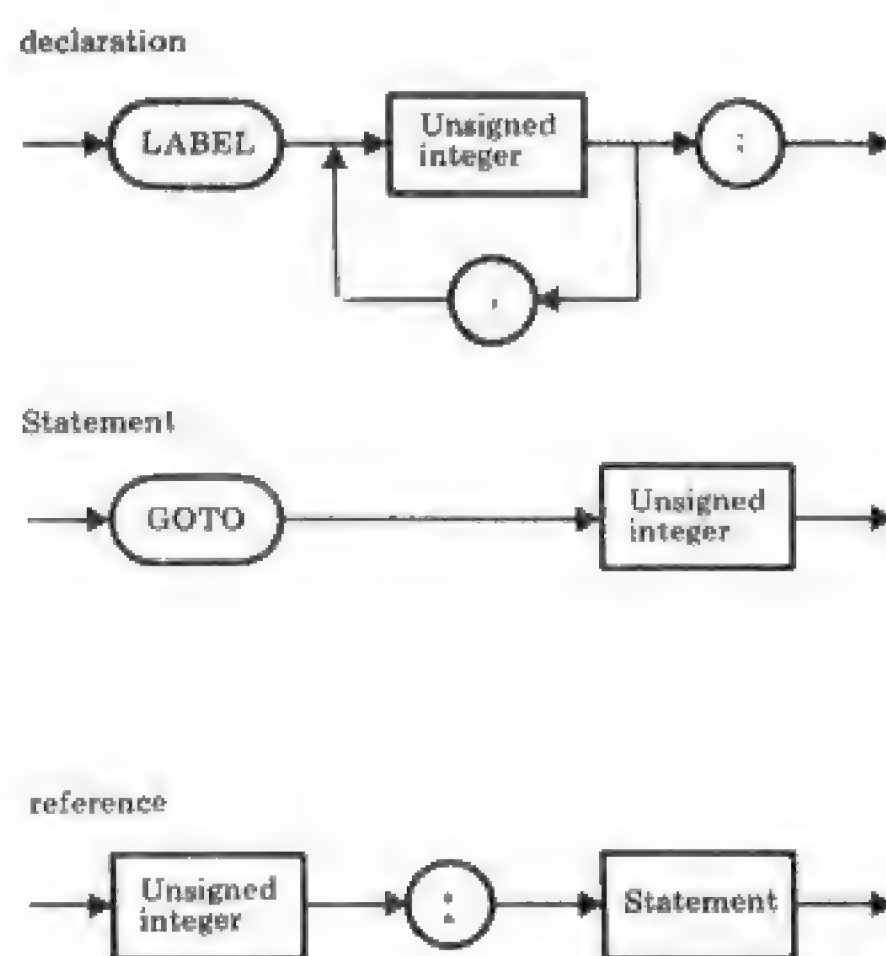 declaration
LABEL
Unsigned
integer
;
,
Statement
GOTO
Unsigned
integer
reference
Unsigned
integer
:
Statement